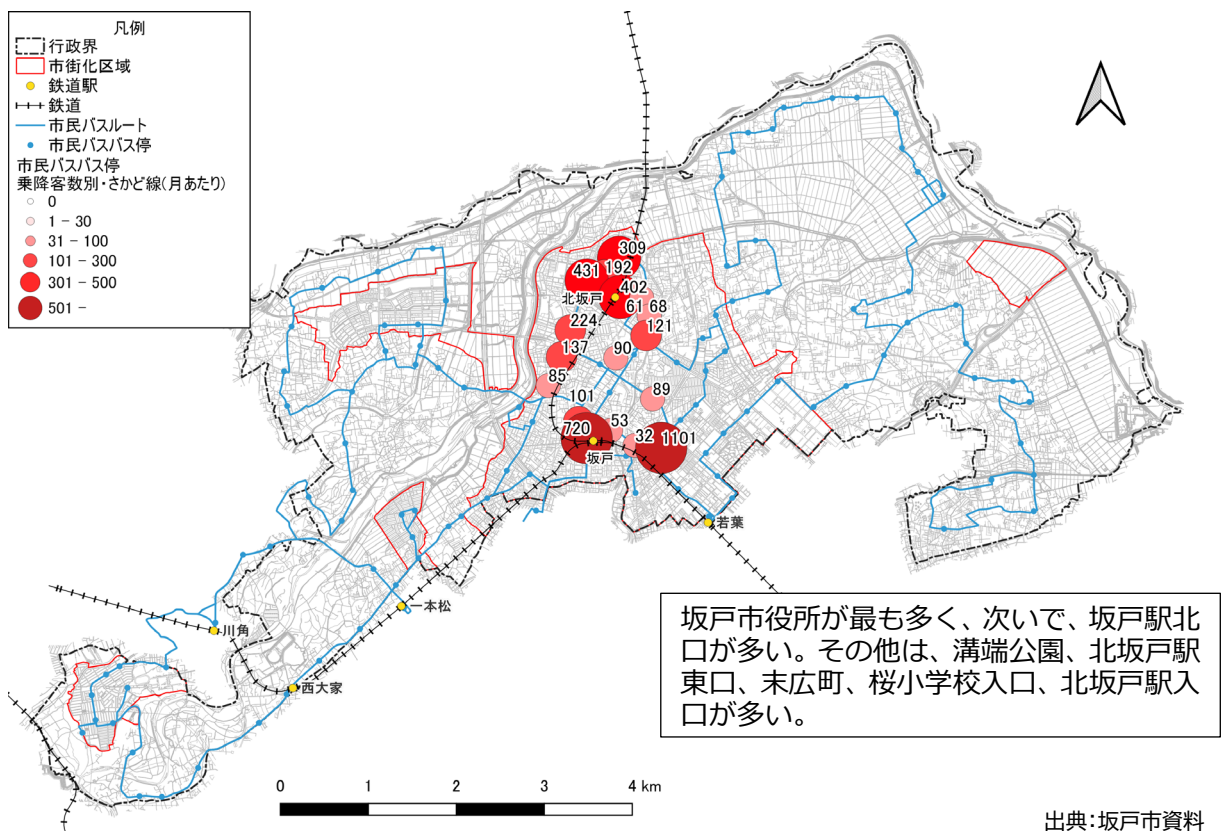 凡例
行政界
市街化区域
鉄道駅
鉄道
市民バスルート
市民バスバス停
市民バスバス停
乗降客数別・さかど線(月あたり)
0
1 - 30
31 - 100
101 - 300
301 - 500
501 -
309
431
192
北坂戸
402
61
68
224
121
137
90
85
89
101
53
720
32
1101
坂戸
若葉
一本松
川角
西大家
坂戸市役所が最も多く、次いで、坂戸駅北
口が多い。その他は、溝端公園、北坂戸駅
東口、末広町、桜小学校入口、北坂戸駅入
口が多い。
0 1 2 3 4 km
出典:坂戸市資料